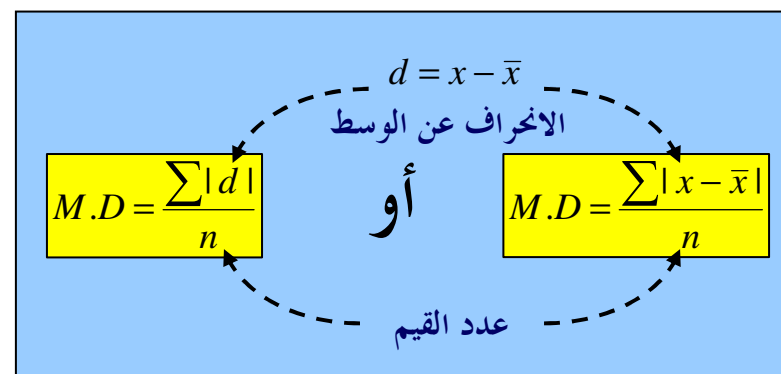 d = x − x̄
الانحراف عن الوسط
M.D = ∑| x − x̄ | / n
أو
M.D = ∑| d | / n
عدد القيم